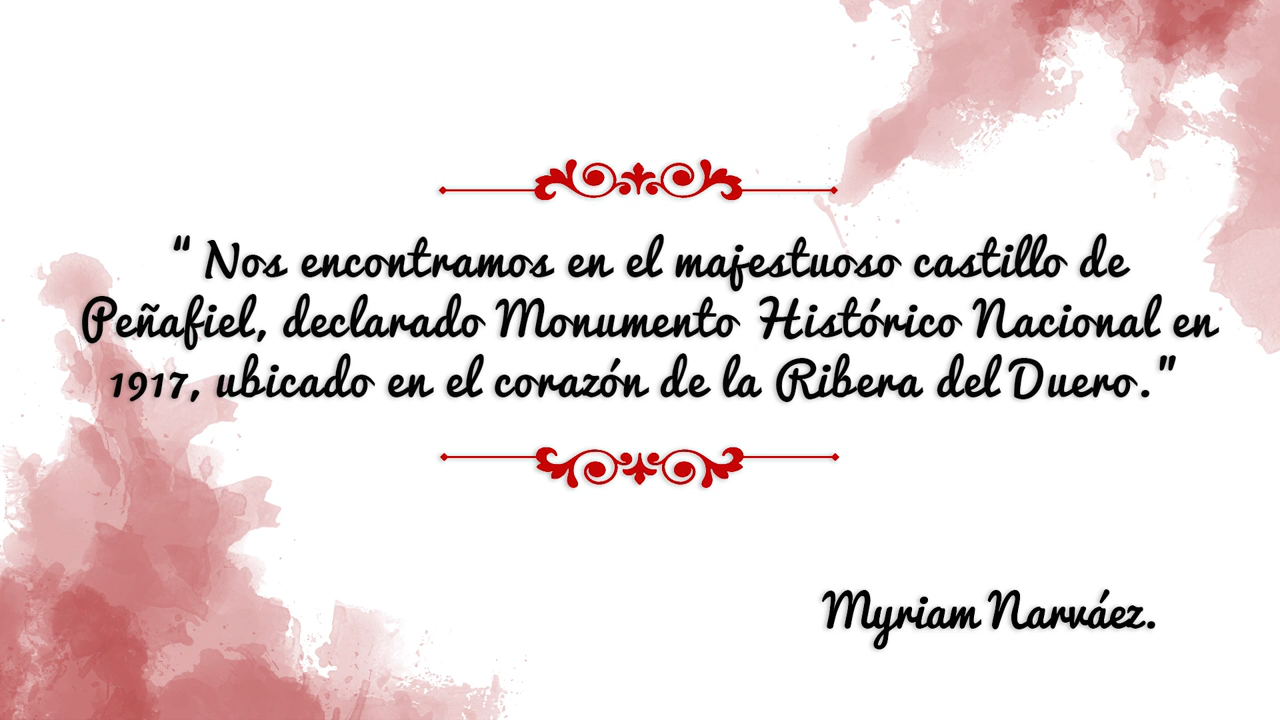 “ Nos encontramos en el majestuoso castillo de
Peñafiel, declarado Monumento Histórico Nacional en
1917, ubicado en el corazón de la Ribera del Duero.”
Myriam Narváez.